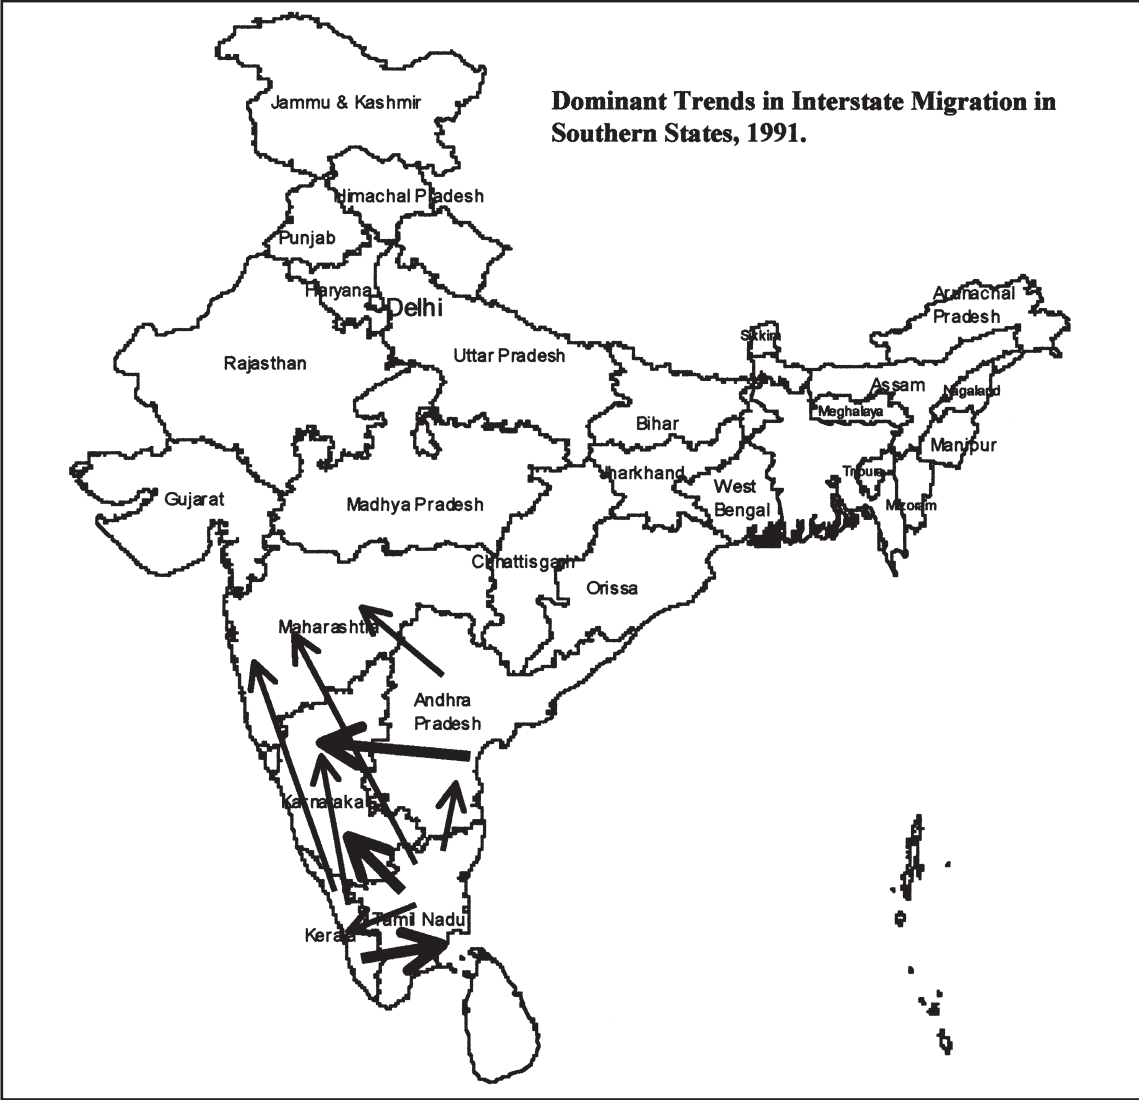 Jammu & Kashmir
Dominant Trends in Interstate Migration in
Southern States, 1991.
Himachal Pradesh
Punjab
Haryana
Delhi
Arunachal
Pradesh
Sikkim
Rajasthan
Uttar Pradesh
Assam
Nagaland
Meghalaya
Bihar
Manipur
Jharkhand
Tripura
Gujarat
Madhya Pradesh
West
Bengal
Mizoram
Chhattisgarh
Orissa
Maharashtra
Andhra
Pradesh
Karnataka
Tamil Nadu
Kerala